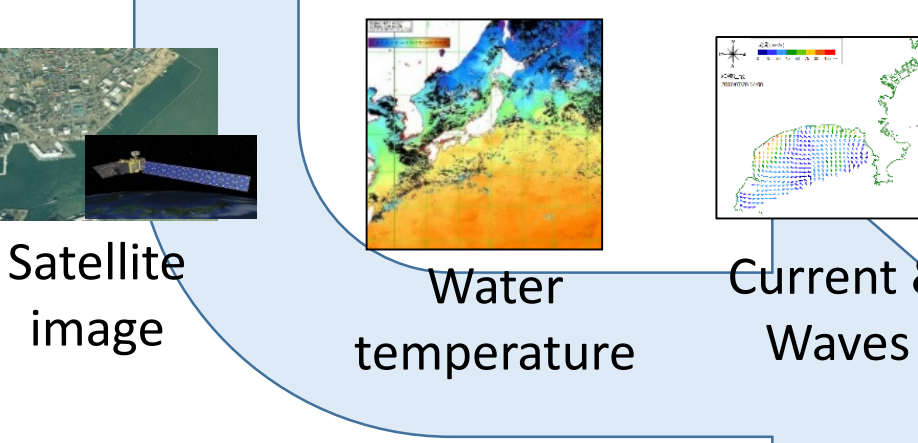 Satellite
image
Water
temperature
Current &
Waves